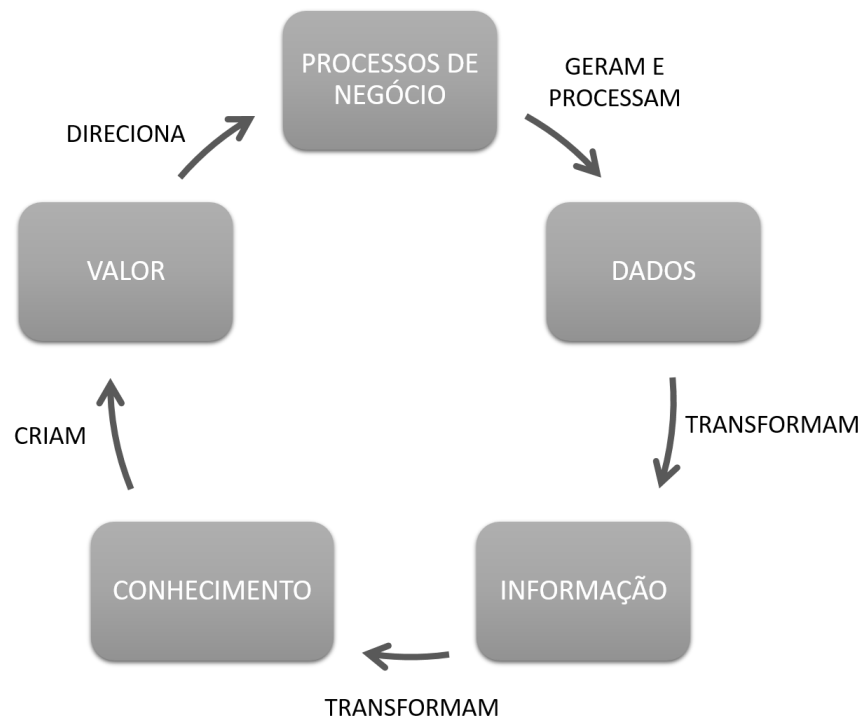 PROCESSOS DE
NEGÓCIO
GERAM E
PROCESSAM
DADOS
TRANSFORMAM
INFORMAÇÃO
TRANSFORMAM
CONHECIMENTO
CRIAM
VALOR
DIRECIONA